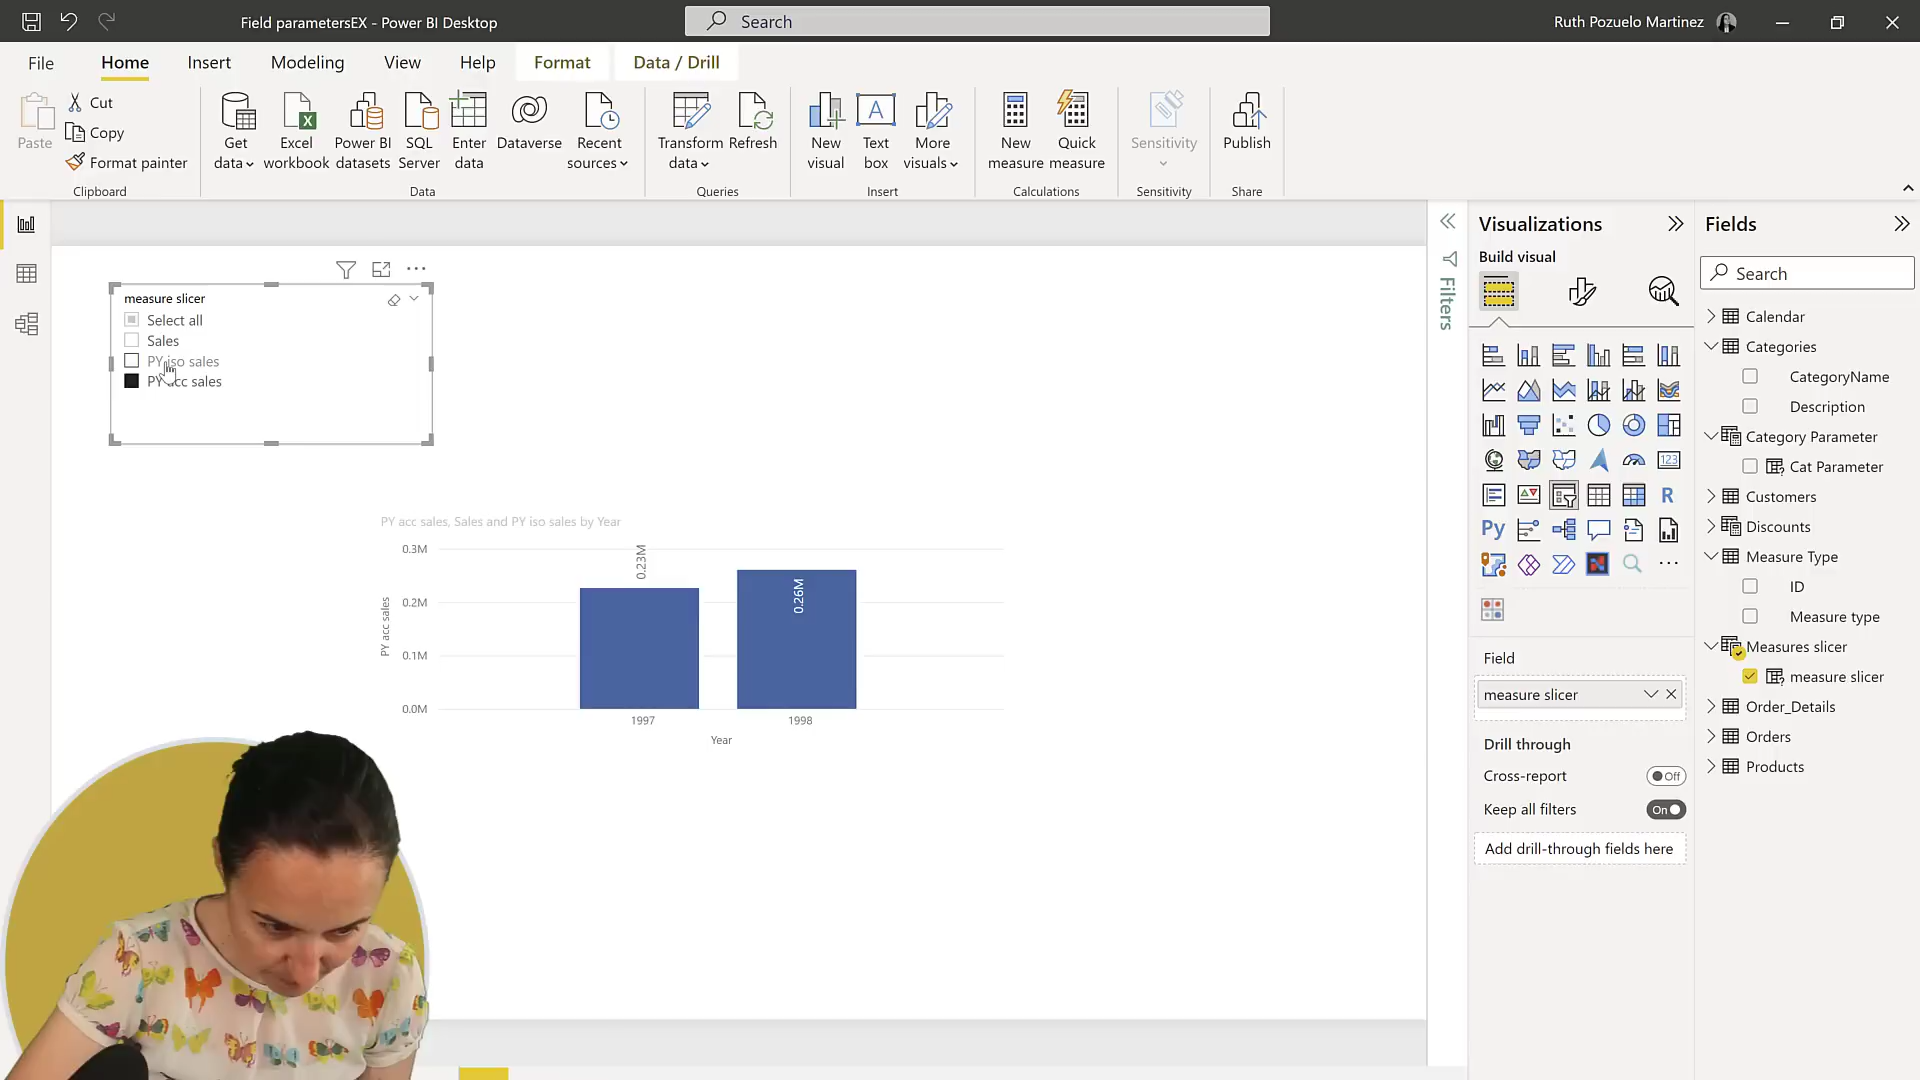 Field parametersEX - Power BI Desktop
Search
Ruth Pozuelo Martinez
File
Home
Insert
Modeling
View
Help
Format
Data / Drill
Paste
Cut
Copy
Format painter
Clipboard
Get data
Excel workbook
Power BI datasets
SQL Server
Enter data
Dataverse
Recent sources
Data
Transform data
Refresh
Queries
New visual
Text box
More visuals
Insert
New measure
Quick measure
Calculations
Sensitivity
Sensitivity
Publish
Share
measure slicer
Select all
Sales
PY iso sales
PY acc sales
PY acc sales, Sales and PY iso sales by Year
0.3M
0.2M
0.1M
0.0M
PY acc sales
0.23M
0.26M
1997
1998
Year
Filters
Visualizations
Build visual
123
R
Py
Field
measure slicer
Drill through
Cross-report
Off
Keep all filters
On
Add drill-through fields here
Fields
Search
Calendar
Categories
CategoryName
Description
Category Parameter
Cat Parameter
Customers
Discounts
Measure Type
ID
Measure type
Measures slicer
measure slicer
Order_Details
Orders
Products